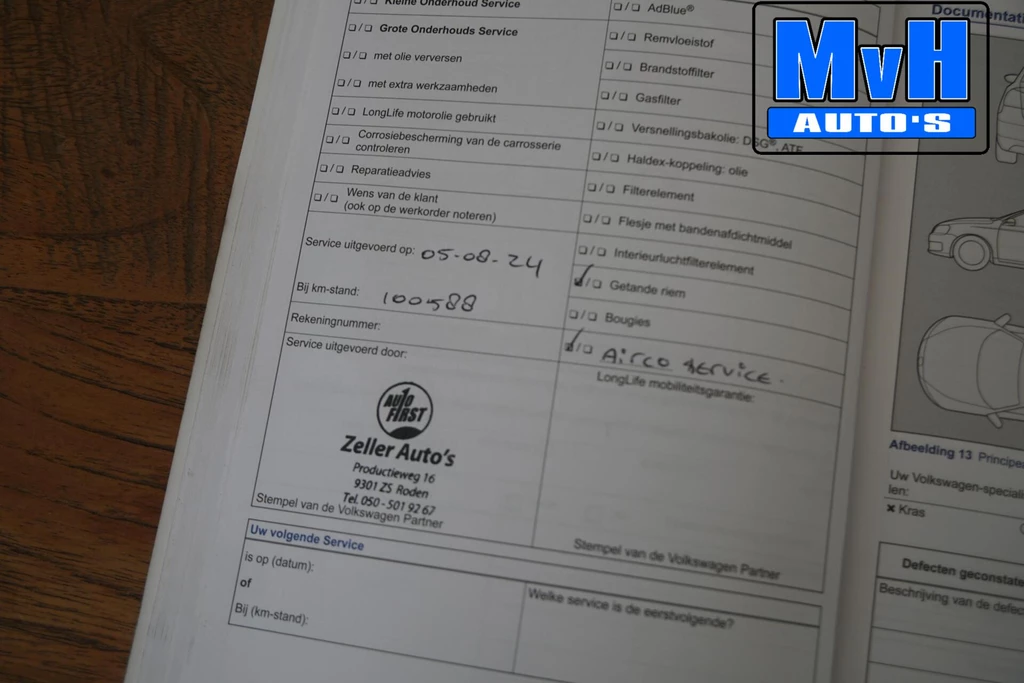 ❏/❏ Kleine Onderhoud Service
❏/❏ Grote Onderhouds Service
❏/❏ met olie verversen
❏/❏ met extra werkzaamheden
❏/❏ LongLife motorolie gebruikt
❏/❏ Corrosiebescherming van de carrosserie
controleren
❏/❏ Reparatieadvies
❏/❏ Wens van de klant
(ook op de werkorder noteren)
Service uitgevoerd op: 05-08-24
Bij km-stand: 100588
Rekeningnummer:
Service uitgevoerd door:
AUTO
FIRST
Zeller Auto's
Productieweg 16
9301 ZS Roden
Tel. 050 - 501 92 67
Stempel van de Volkswagen Partner
❏/❏ AdBlue®
❏/❏ Remvloeistof
❏/❏ Brandstoffilter
❏/❏ Gasfilter
❏/❏ Versnellingsbakolie: DSG®, ATF
❏/❏ Haldex-koppeling: olie
❏/❏ Filterelement
❏/❏ Flesje met bandenafdichtmiddel
❏/❏ Interieurluchtfilterelement
✓/❏ Getande riem
❏/❏ Bougies
✓/❏ Airco service.
LongLife mobiliteitsgarantie:
Stempel van de Volkswagen Partner
Uw volgende Service
is op (datum):
of
Bij (km-stand):
Welke service is de eerstvolgende?
MvH
AUTO'S
Afbeelding 13
Uw
len:
✖ Kras
Defecten
Beschrijving van de